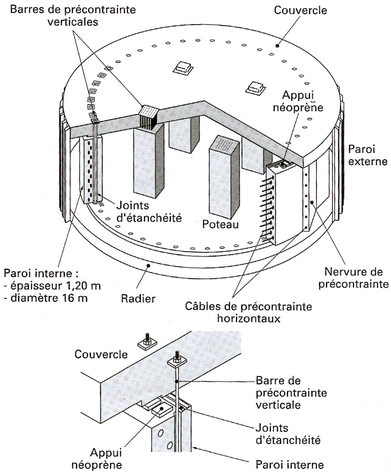 Barres de précontrainte
verticales
Couvercle
Appui
néoprène
Paroi
externe
Joints
d'étanchéité
Poteau
Paroi interne :
- épaisseur 1,20 m
- diamètre 16 m
Radier
Câbles de précontrainte
horizontaux
Nervure de
précontrainte
Couvercle
Barre de
précontrainte
verticale
Joints
d'étanchéité
Appui
néoprène
Paroi interne